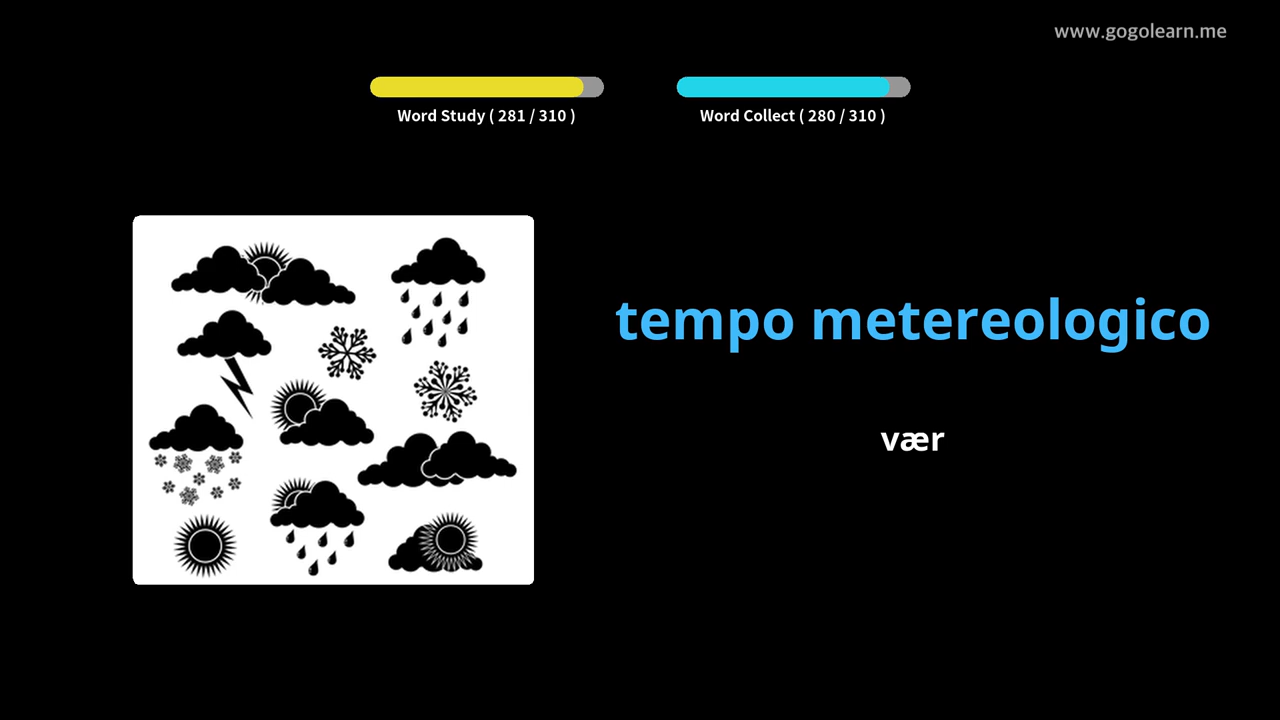 www.gogolearn.me
Word Study ( 281 / 310 )
Word Collect ( 280 / 310 )
tempo metereologico
vær